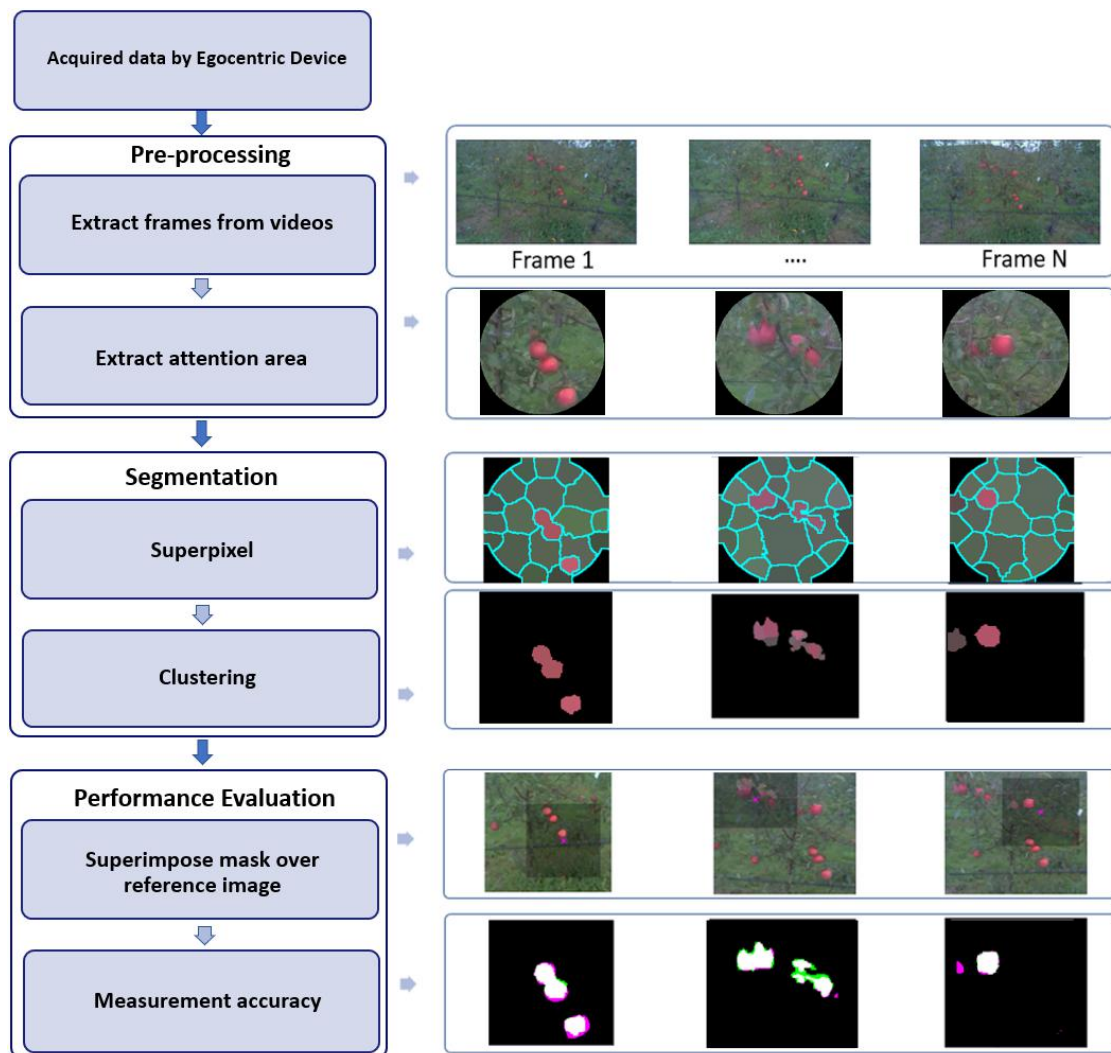 Acquired data by Egocentric Device
Pre-processing
Extract frames from videos
Frame 1
....
Frame N
Extract attention area
Segmentation
Superpixel
Clustering
Performance Evaluation
Superimpose mask over
reference image
Measurement accuracy